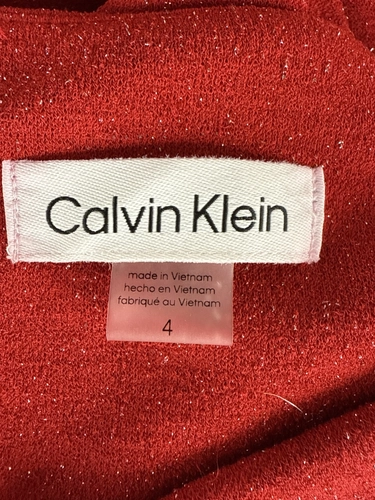 Calvin Klein
made in Vietnam
hecho en Vietnam
fabriqué au Vietnam
4